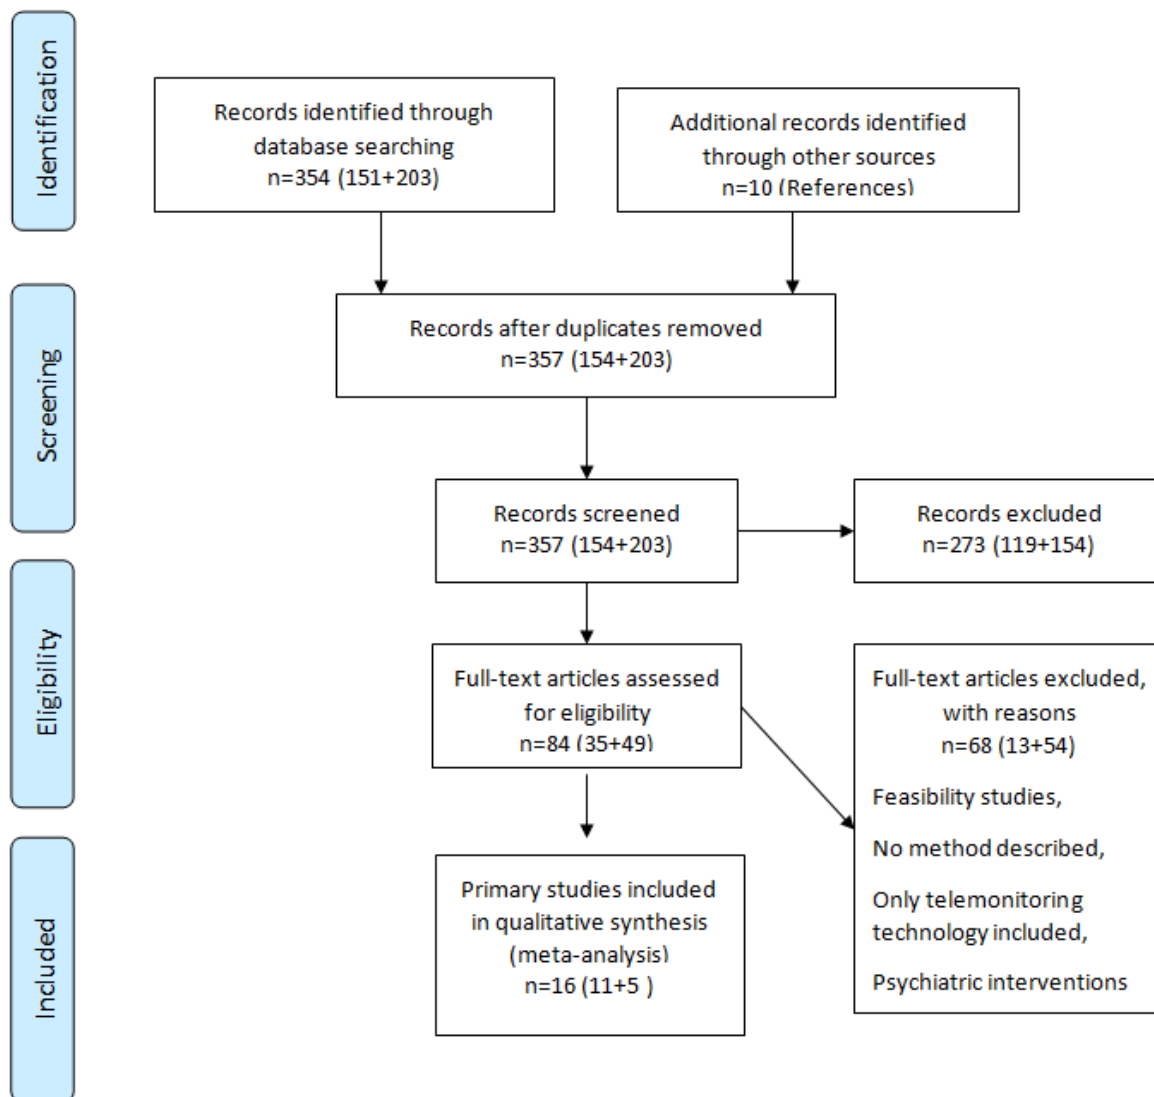 Identification
Records identified through
database searching
n=354 (151+203)
Additional records identified
through other sources
n=10 (References)
Screening
Records after duplicates removed
n=357 (154+203)
Records screened
n=357 (154+203)
Records excluded
n=273 (119+154)
Eligibility
Full-text articles assessed
for eligibility
n=84 (35+49)
Full-text articles excluded,
with reasons
n=68 (13+54)
Feasibility studies,
No method described,
Only telemonitoring
technology included,
Psychiatric interventions
Included
Primary studies included
in qualitative synthesis
(meta-analysis)
n=16 (11+5 )